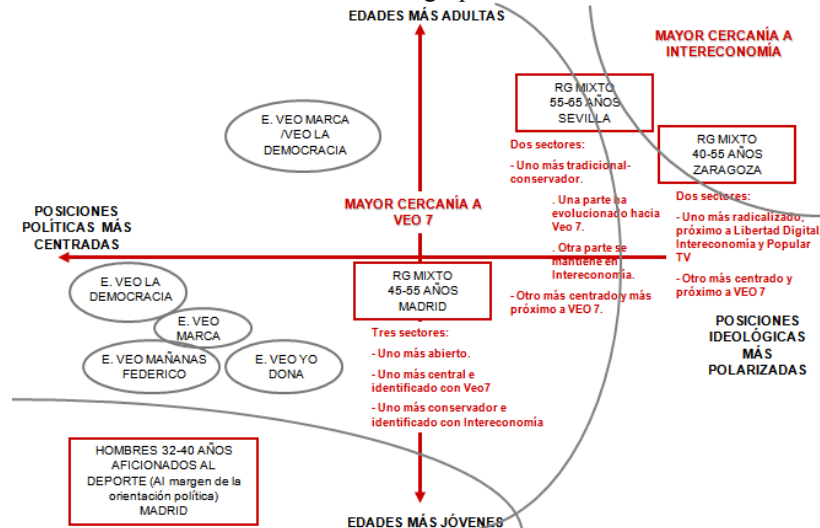 EDADES MÁS ADULTAS
MAYOR CERCANÍA A
INTERECONOMÍA
RG MIXTO
55-65 AÑOS
SEVILLA
E. VEO MARCA
/VEO LA
DEMOCRACIA
RG MIXTO
40-55 AÑOS
ZARAGOZA
Dos sectores:
- Uno más tradicional-
conservador.
. Una parte ha
evolucionado hacia
Veo 7.
. Otra parte se
mantiene en
Intereconomía.
- Otro más centrado y más
próximo a VEO 7.
Dos sectores:
- Uno más radicalizado,
próximo a Libertad Digital
Intereconomía y Popular
TV
- Otro más centrado y
próximo a VEO 7
MAYOR CERCANÍA A
VEO 7
POSICIONES
POLÍTICAS MÁS
CENTRADAS
RG MIXTO
45-55 AÑOS
MADRID
E. VEO LA
DEMOCRACIA
E. VEO
MARCA
E. VEO MAÑANAS
FEDERICO
E. VEO YO
DONA
Tres sectores:
- Uno más abierto.
- Uno más central e
identificado con Veo7
- Uno más conservador e
identificado con Intereconomía
POSICIONES
IDEOLÓGICAS
MÁS
POLARIZADAS
HOMBRES 32-40 AÑOS
AFICIONADOS AL
DEPORTE (Al margen de la
orientación política)
MADRID
EDADES MÁS JÓVENES